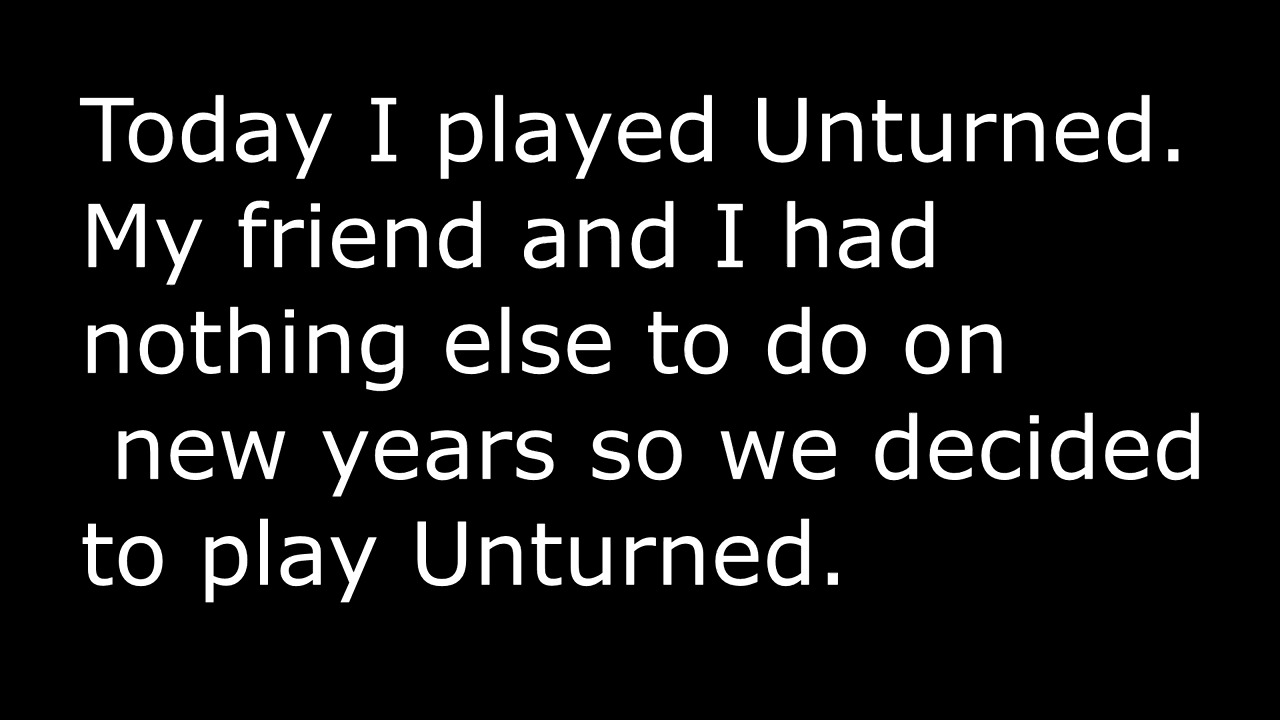 Today I played Unturned.
My friend and I had
nothing else to do on
new years so we decided
to play Unturned.